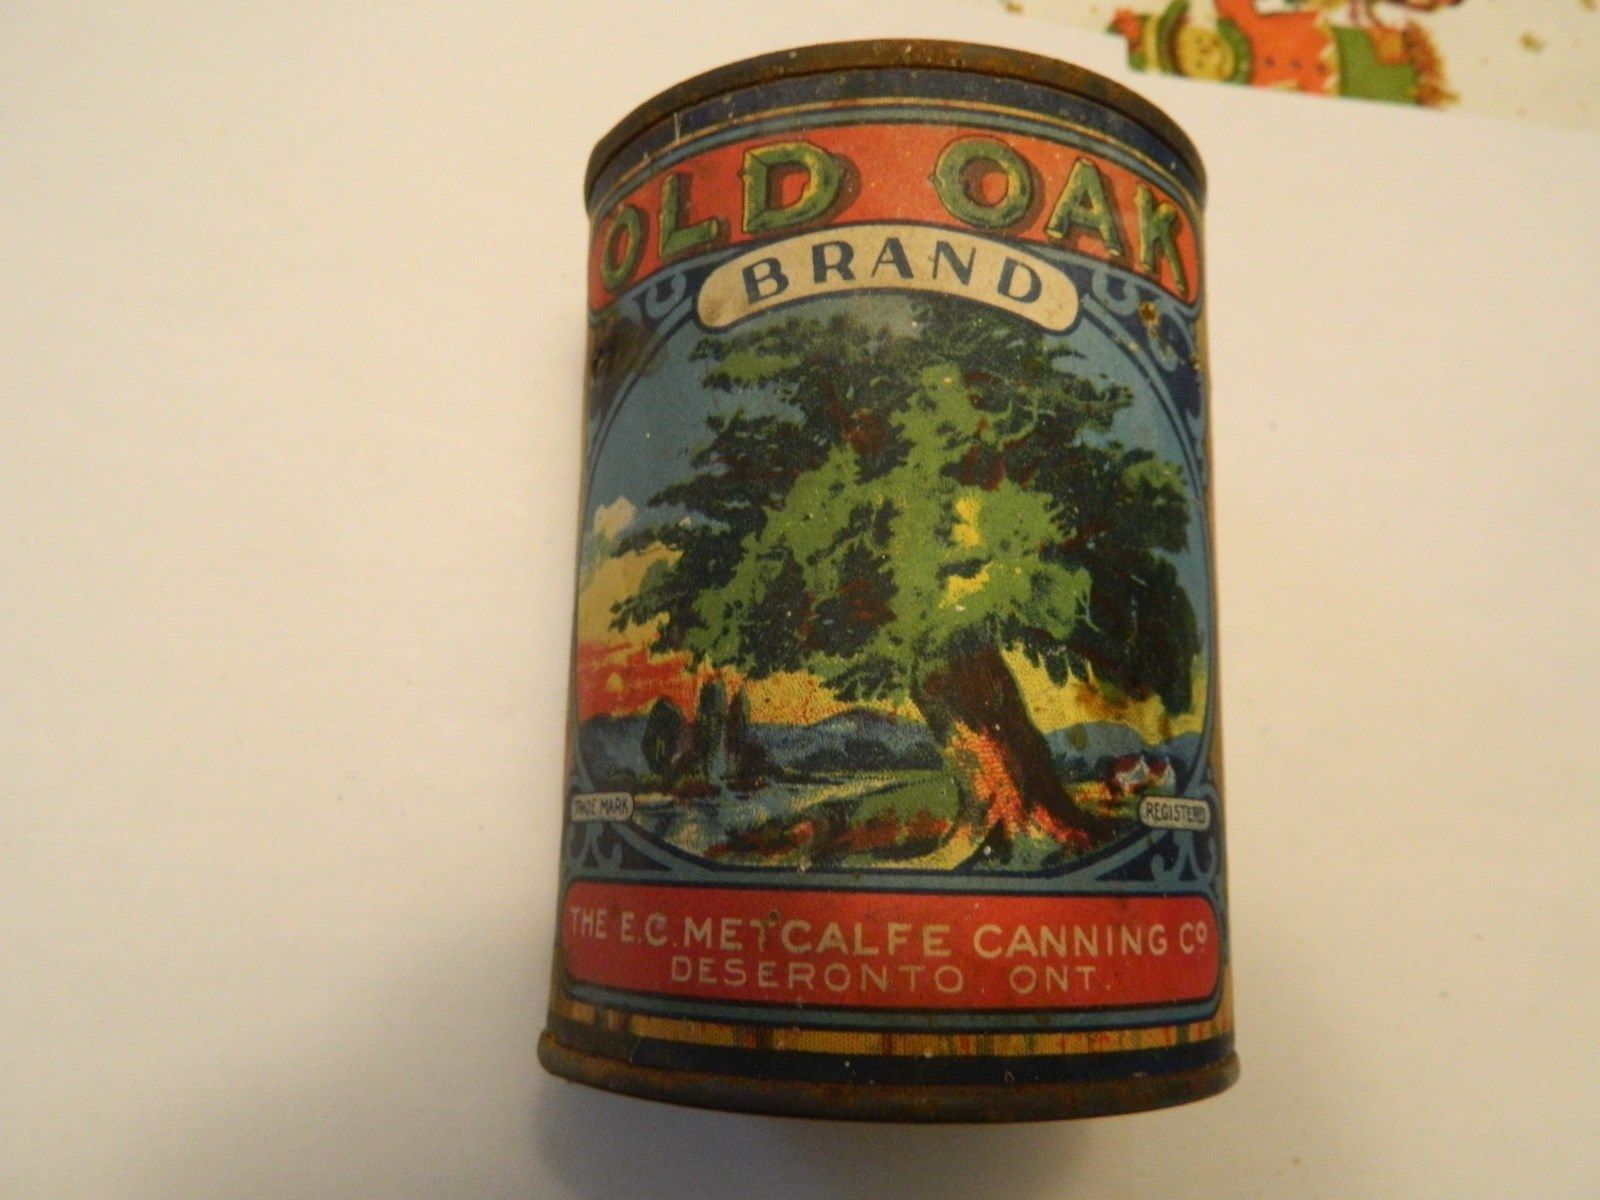 OLD OAK
BRAND
TRADE MARK
REGISTERED
THE E.C. METCALFE CANNING Co
DESERONTO. ONT.